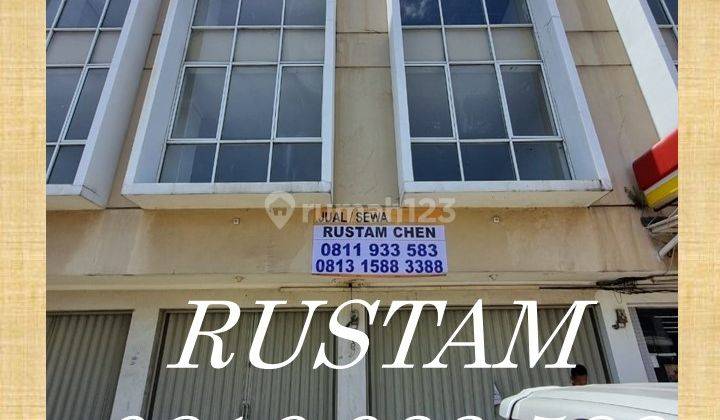 JUAL / SEWA
rumah123
RUSTAM CHEN
0811 933 583
0813 1588 3388
RUSTAM